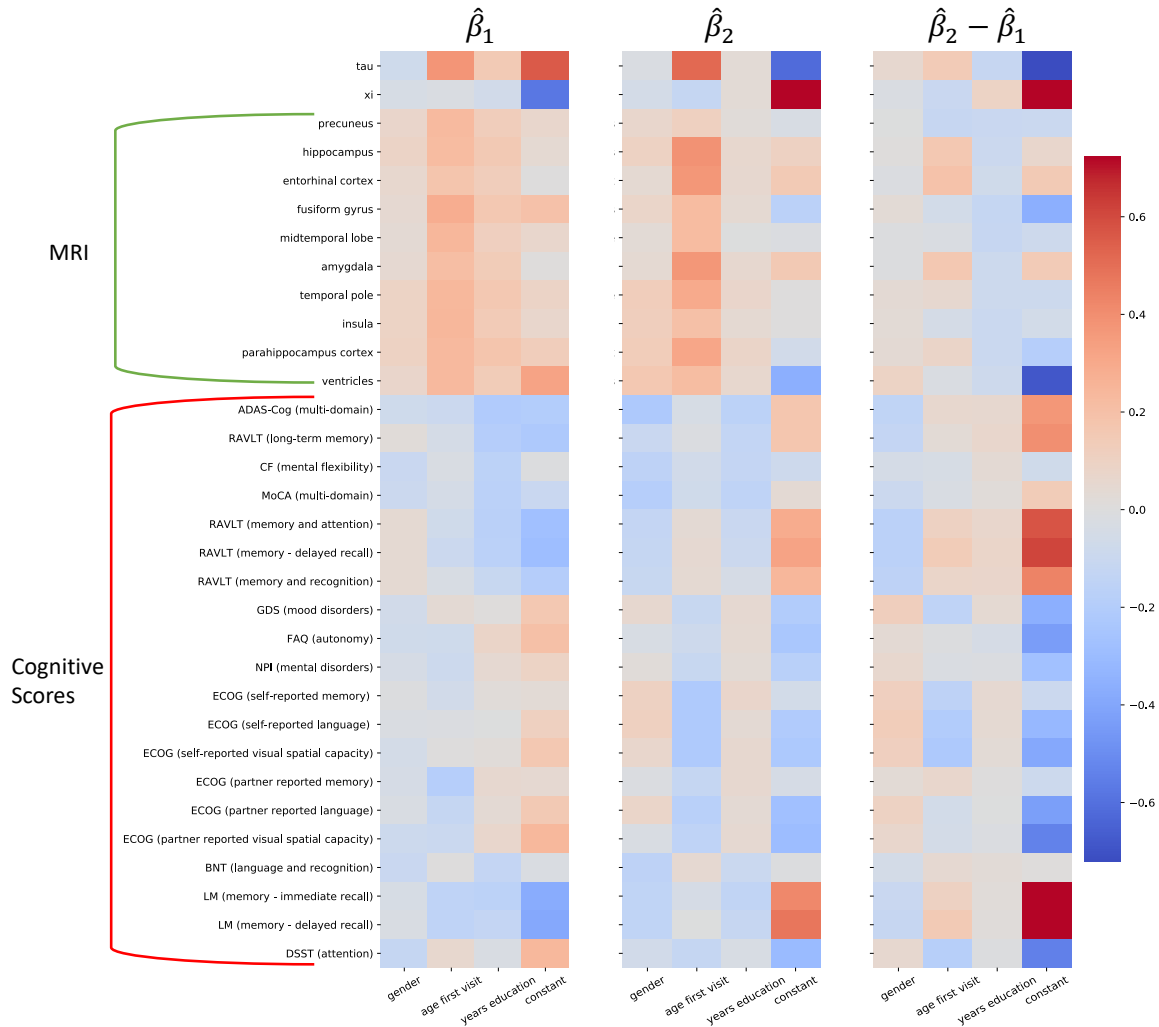 β̂₁
β̂₂
β̂₂ − β̂₁
tau
xi
precuneus
hippocampus
entorhinal cortex
fusiform gyrus
midtemporal lobe
amygdala
temporal pole
insula
parahippocampus cortex
ventricles
MRI
ADAS-Cog (multi-domain)
RAVLT (long-term memory)
CF (mental flexibility)
MoCA (multi-domain)
RAVLT (memory and attention)
RAVLT (memory - delayed recall)
RAVLT (memory and recognition)
GDS (mood disorders)
FAQ (autonomy)
NPI (mental disorders)
ECOG (self-reported memory)
ECOG (self-reported language)
ECOG (self-reported visual spatial capacity)
ECOG (partner reported memory)
ECOG (partner reported language)
ECOG (partner reported visual spatial capacity)
BNT (language and recognition)
LM (memory - immediate recall)
LM (memory - delayed recall)
DSST (attention)
Cognitive
Scores
gender
age first visit
years education
constant
gender
age first visit
years education
constant
gender
age first visit
years education
constant
0.6
0.4
0.2
0.0
−0.2
−0.4
−0.6